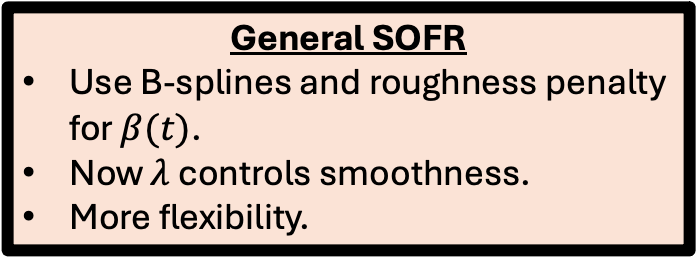 General SOFR
• Use B-splines and roughness penalty
for β(t).
• Now λ controls smoothness.
• More flexibility.